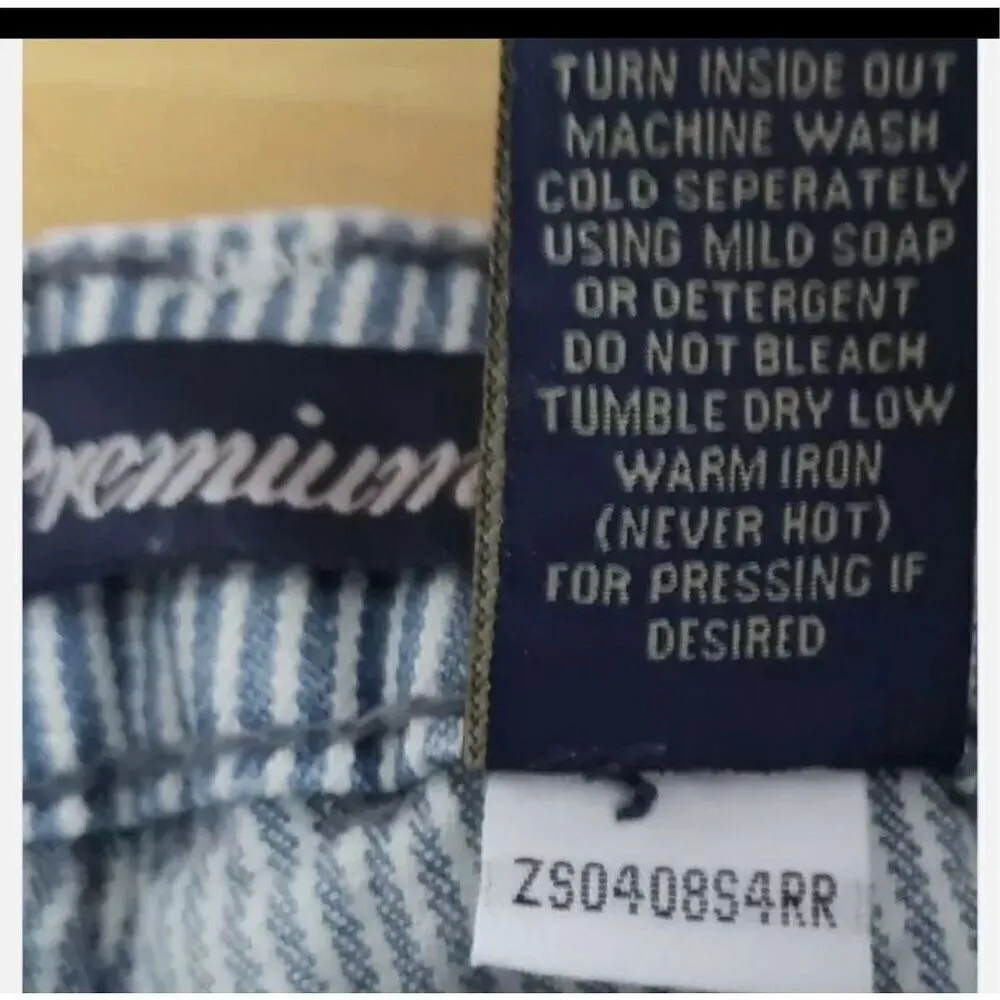 Premium
TURN INSIDE OUT
MACHINE WASH
COLD SEPERATELY
USING MILD SOAP
OR DETERGENT
DO NOT BLEACH
TUMBLE DRY LOW
WARM IRON
(NEVER HOT)
FOR PRESSING IF
DESIRED
ZS0408S4RR